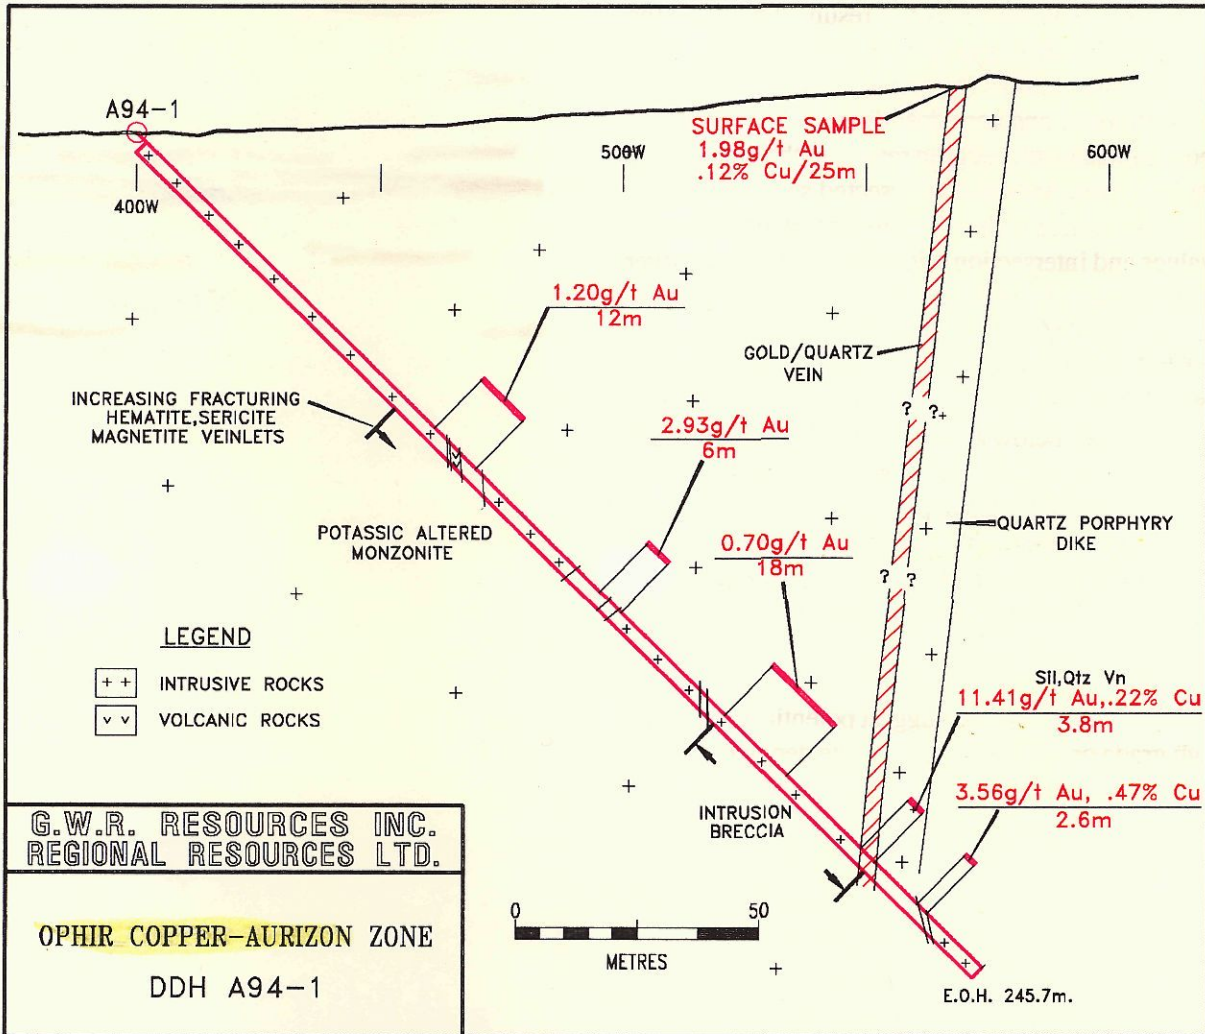 A94-1
400W
500W
600W
SURFACE SAMPLE
1.98g/t Au
.12% Cu/25m
1.20g/t Au
12m
GOLD/QUARTZ
VEIN
INCREASING FRACTURING
HEMATITE,SERICITE
MAGNETITE VEINLETS
2.93g/t Au
6m
? ?
POTASSIC ALTERED
MONZONITE
0.70g/t Au
18m
QUARTZ PORPHYRY
DIKE
? ?
LEGEND
+ + INTRUSIVE ROCKS
v v VOLCANIC ROCKS
Sil,Qtz Vn
11.41g/t Au,.22% Cu
3.8m
3.56g/t Au, .47% Cu
2.6m
INTRUSION
BRECCIA
G.W.R. RESOURCES INC.
REGIONAL RESOURCES LTD.
OPHIR COPPER-AURIZON ZONE
DDH A94-1
0 50
METRES
E.O.H. 245.7m.